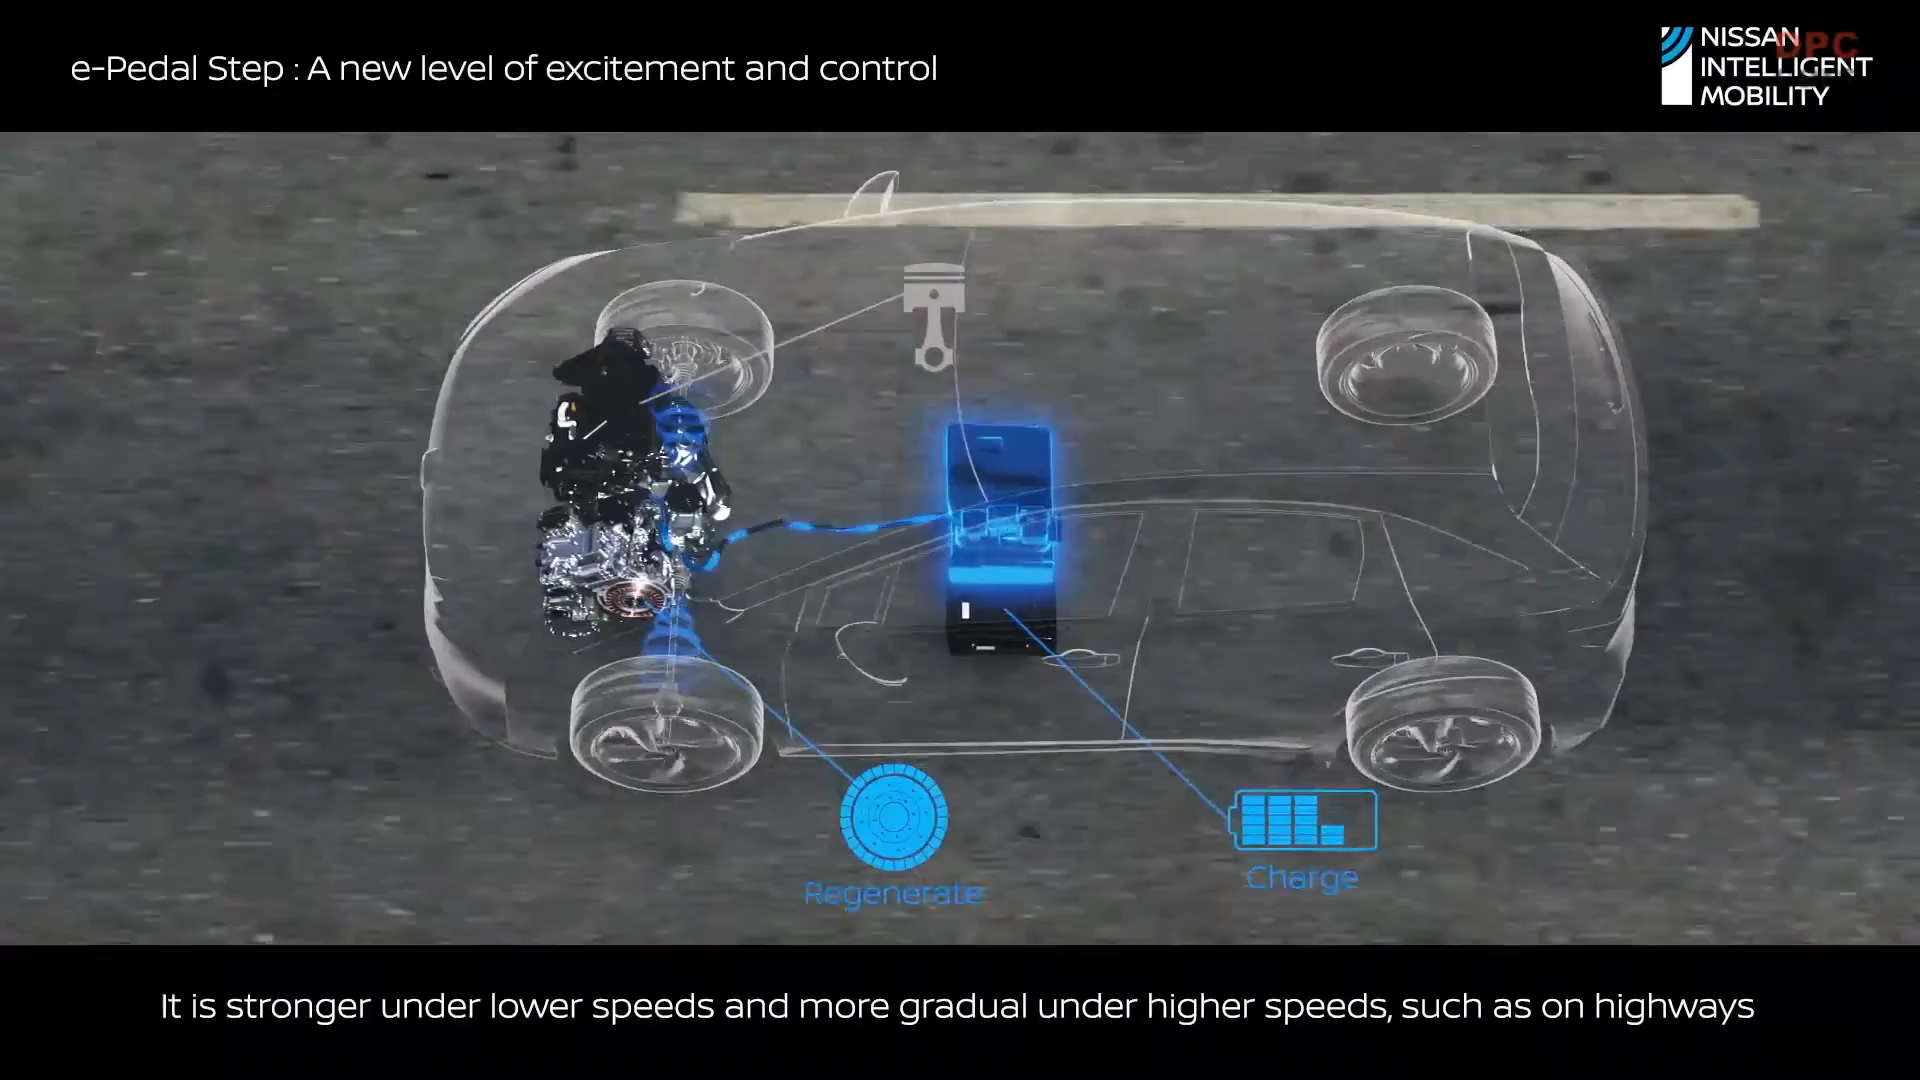 e-Pedal Step : A new level of excitement and control
NISSAN
INTELLIGENT
MOBILITY
DPC
Regenerate
Charge
It is stronger under lower speeds and more gradual under higher speeds, such as on highways